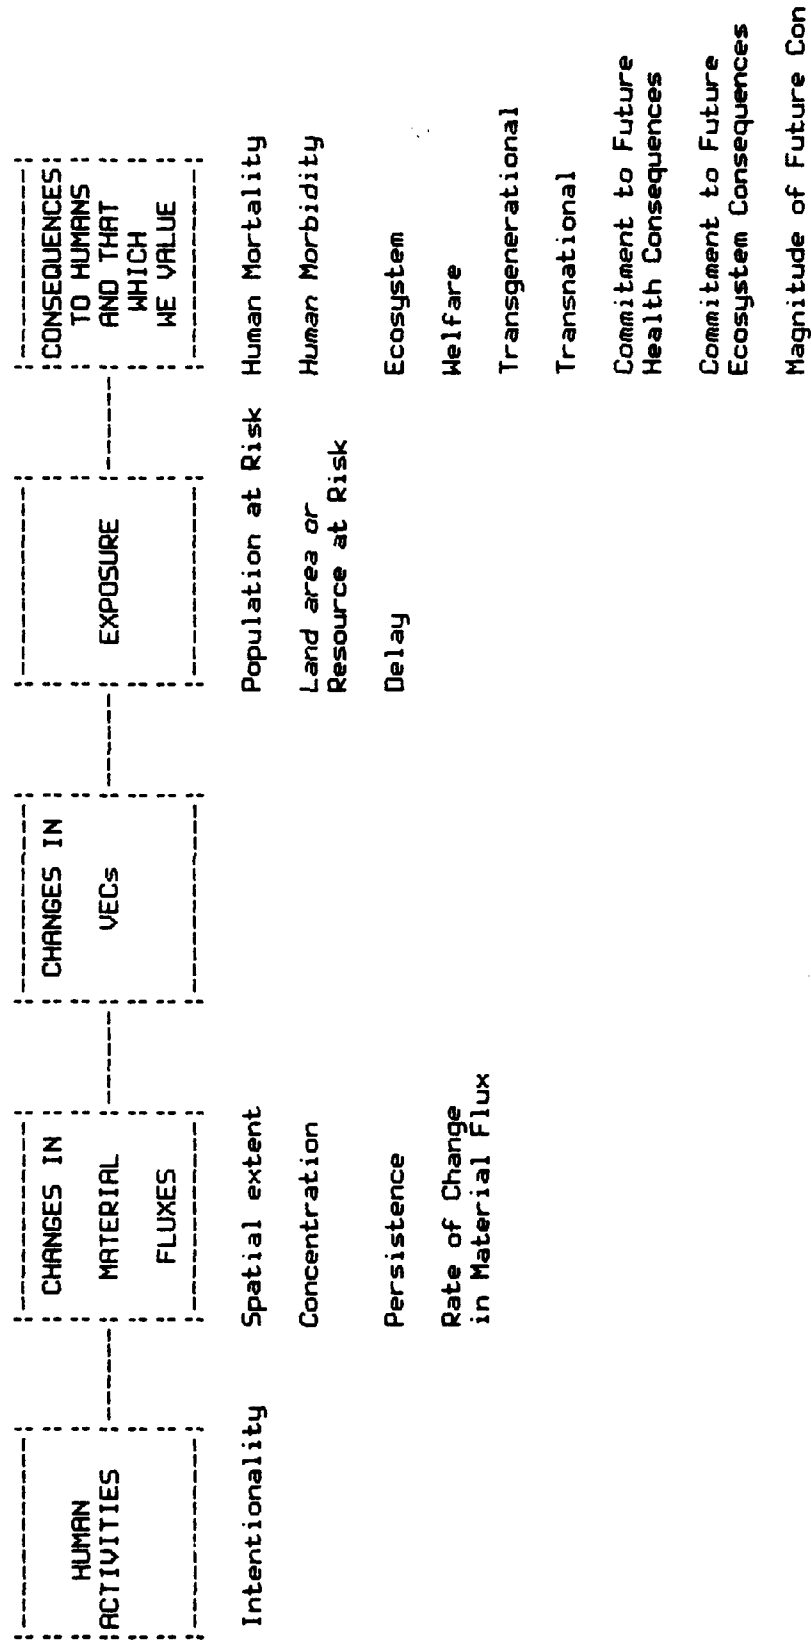 HUMAN
ACTIVITIES
CHANGES IN
MATERIAL
FLUXES
CHANGES IN
VECs
EXPOSURE
CONSEQUENCES
TO HUMANS
AND THAT
WHICH
WE VALUE
Intentionality
Spatial extent
Concentration
Persistence
Rate of Change
in Material Flux
Population at Risk
Land area or
Resource at Risk
Delay
Human Mortality
Human Morbidity
Ecosystem
Welfare
Transgenerational
Transnational
Commitment to Future
Health Consequences
Commitment to Future
Ecosystem Consequences
Magnitude of Future Con